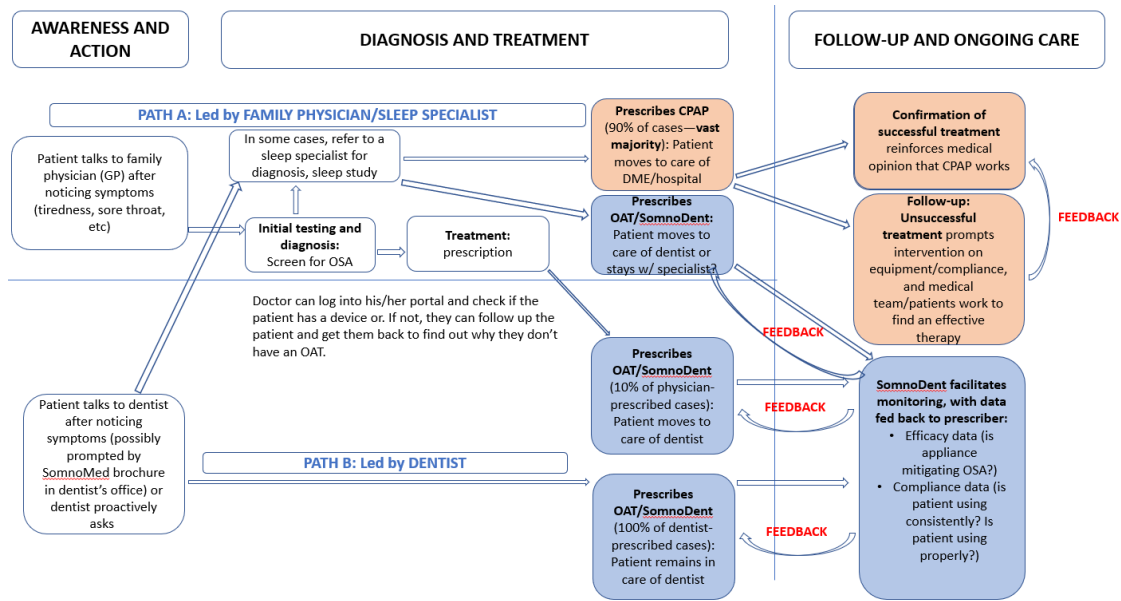 AWARENESS AND
ACTION
DIAGNOSIS AND TREATMENT
FOLLOW-UP AND ONGOING CARE
PATH A: Led by FAMILY PHYSICIAN/SLEEP SPECIALIST
Patient talks to family
physician (GP) after
noticing symptoms
(tiredness, sore throat,
etc)
In some cases, refer to a
sleep specialist for
diagnosis, sleep study
Initial testing and
diagnosis:
Screen for OSA
Treatment:
prescription
Prescribes CPAP
(90% of cases—vast
majority): Patient
moves to care of
DME/hospital
Prescribes
OAT/SomnoDent:
Patient moves to
care of dentist or
stays w/ specialist?
Confirmation of
successful treatment
reinforces medical
opinion that CPAP works
Follow-up:
Unsuccessful
treatment prompts
intervention on
equipment/compliance,
and medical
team/patients work to
find an effective
therapy
FEEDBACK
Doctor can log into his/her portal and check if the
patient has a device or. If not, they can follow up the
patient and get them back to find out why they don’t
have an OAT.
FEEDBACK
Prescribes
OAT/SomnoDent
(10% of physician-
prescribed cases):
Patient moves to
care of dentist
FEEDBACK
Patient talks to dentist
after noticing
symptoms (possibly
prompted by
SomnoMed brochure
in dentist’s office) or
dentist proactively
asks
PATH B: Led by DENTIST
Prescribes
OAT/SomnoDent
(100% of dentist-
prescribed cases):
Patient remains in
care of dentist
FEEDBACK
SomnoDent facilitates
monitoring, with data
fed back to prescriber:
• Efficacy data (is
appliance
mitigating OSA?)
• Compliance data (is
patient using
consistently? Is
patient using
properly?)